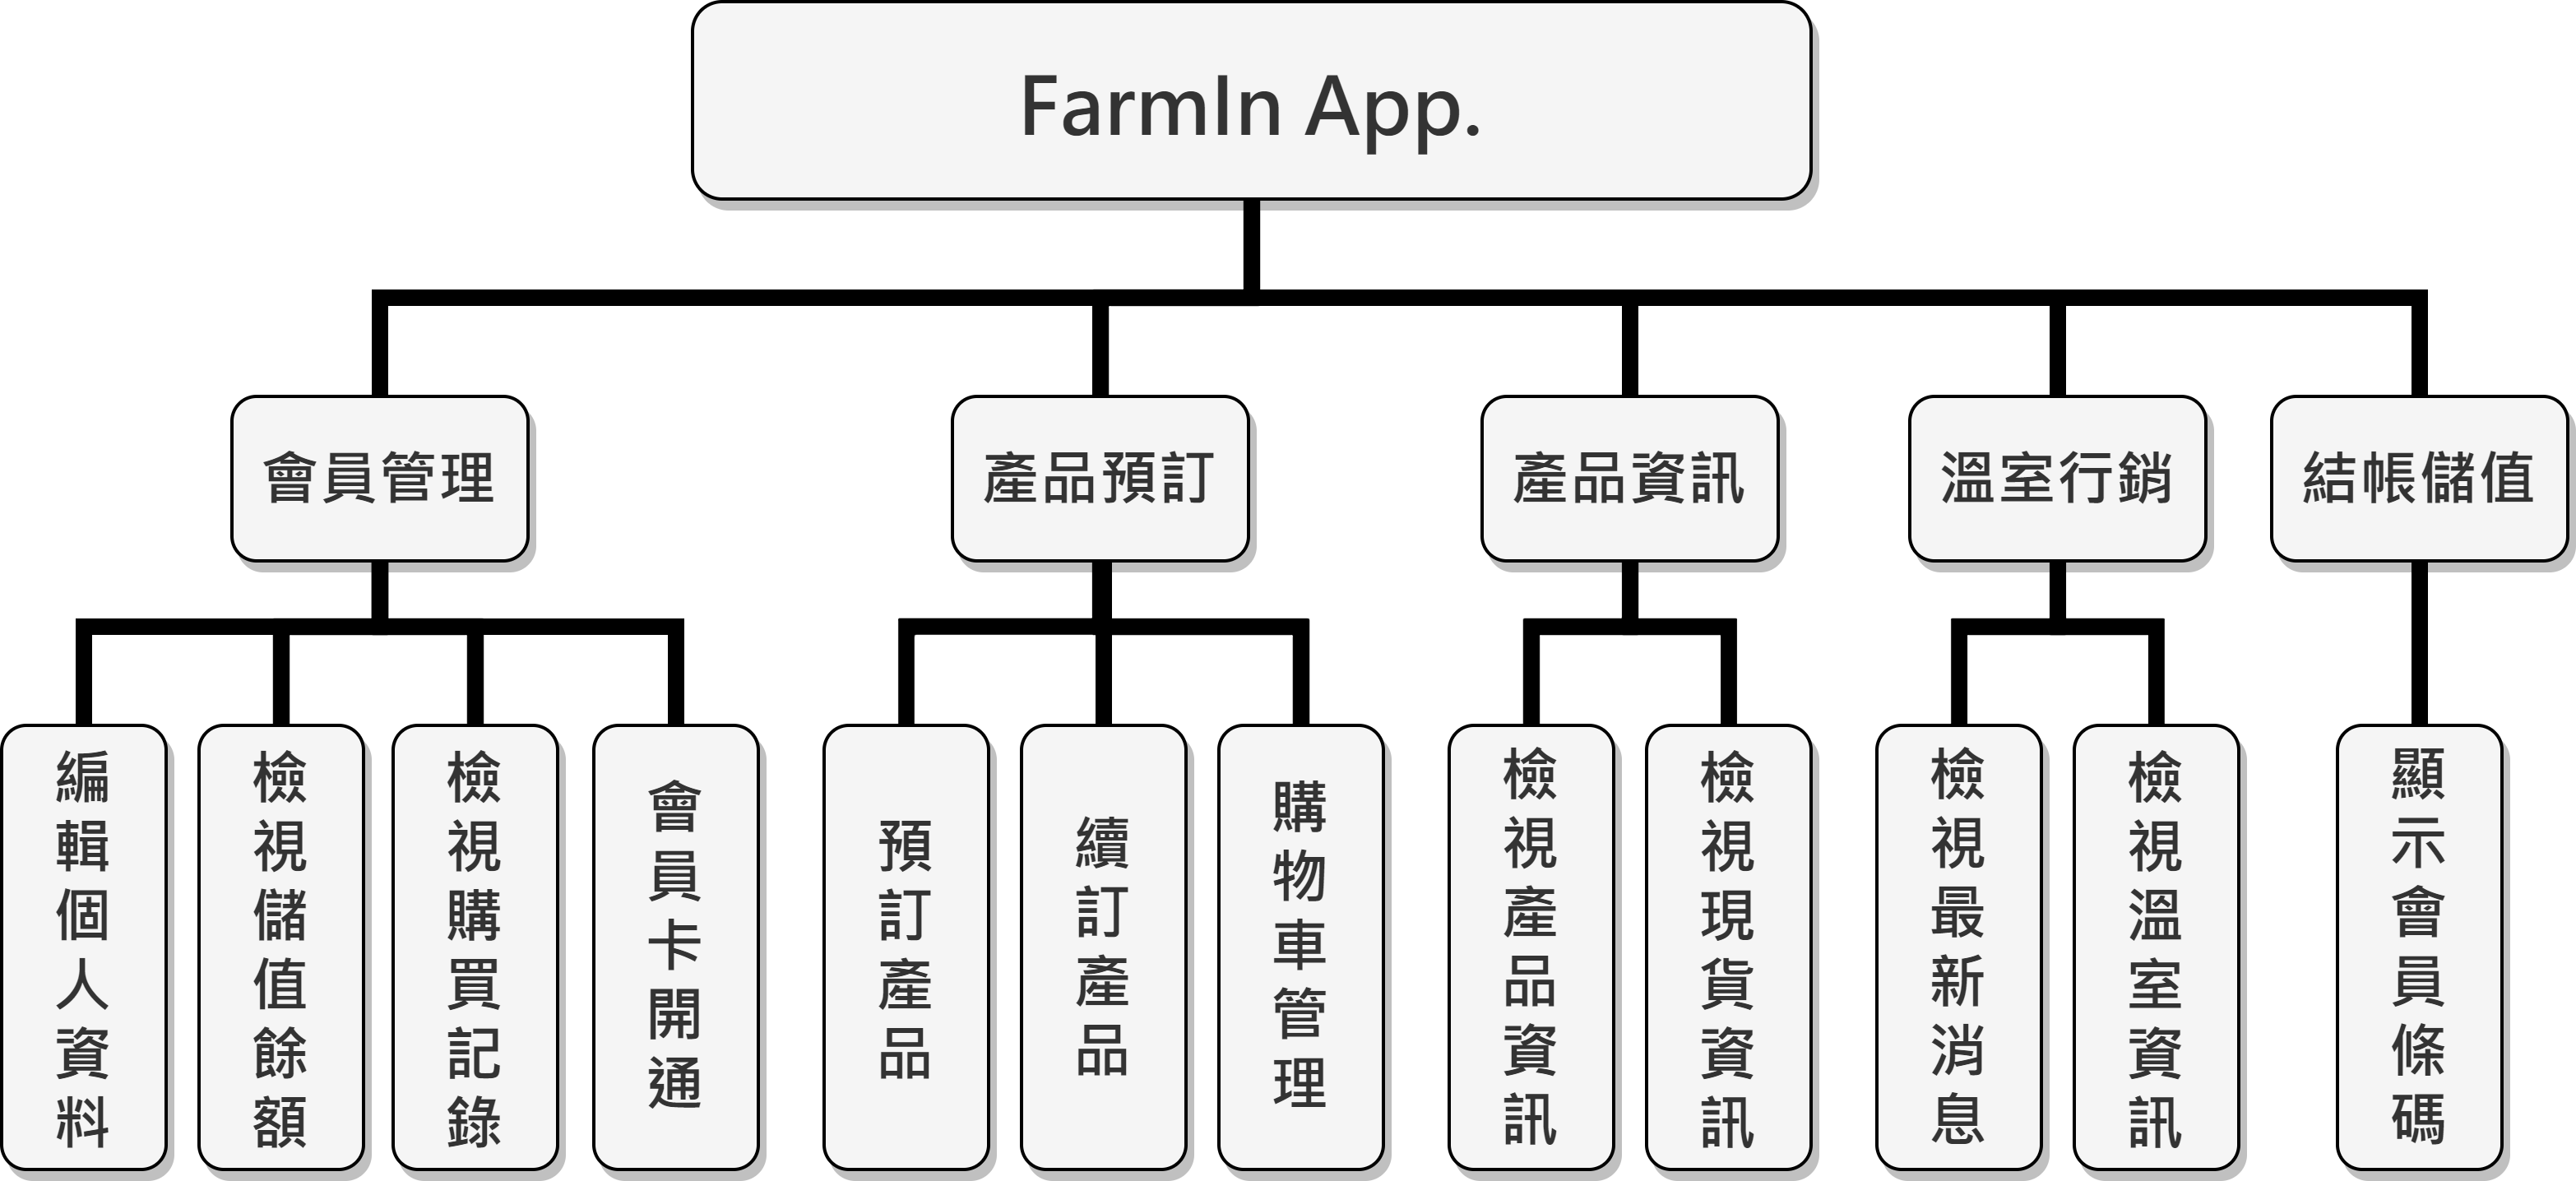 FarmIn App.
會員管理
產品預訂
產品資訊
溫室行銷
結帳儲值
編輯個人資料
檢視儲值餘額
檢視購買記錄
會員卡開通
預訂產品
續訂產品
購物車管理
檢視產品資訊
檢視現貨資訊
檢視最新消息
檢視溫室資訊
顯示會員條碼